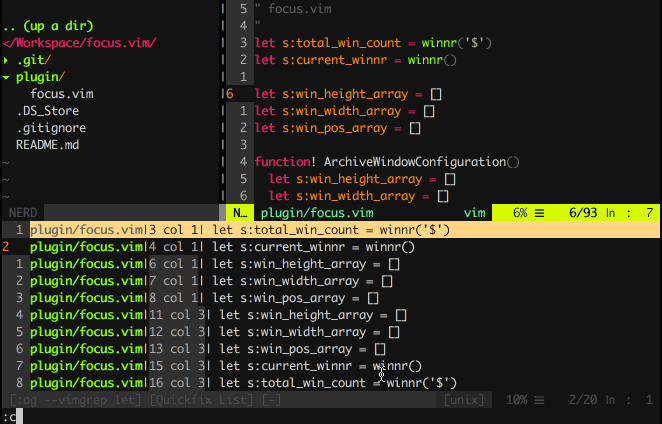 .. (up a dir)
</Workspace/focus.vim/
▸ .git/
▾ plugin/
focus.vim
.DS_Store
.gitignore
README.md
~
~
~
NERD
5 " focus.vim
4 "
3 let s:total_win_count = winnr('$')
2 let s:current_winnr = winnr()
1
6 let s:win_height_array = []
1 let s:win_width_array = []
2 let s:win_pos_array = []
3
4 function! ArchiveWindowConfiguration()
5 let s:win_height_array = []
6 let s:win_width_array = []
N… plugin/focus.vim vim 6% ☰ 6/93 ln : 7
1 plugin/focus.vim|3 col 1| let s:total_win_count = winnr('$')
2 plugin/focus.vim|4 col 1| let s:current_winnr = winnr()
1 plugin/focus.vim|6 col 1| let s:win_height_array = []
2 plugin/focus.vim|7 col 1| let s:win_width_array = []
3 plugin/focus.vim|8 col 1| let s:win_pos_array = []
4 plugin/focus.vim|11 col 3| let s:win_height_array = []
5 plugin/focus.vim|12 col 3| let s:win_width_array = []
6 plugin/focus.vim|13 col 3| let s:win_pos_array = []
7 plugin/focus.vim|15 col 3| let s:current_winnr = winnr()
8 plugin/focus.vim|16 col 3| let s:total_win_count = winnr('$')
[:ag --vimgrep let] [Quickfix List] [-] [unix] 10% ☰ 2/20 ln : 1
:c